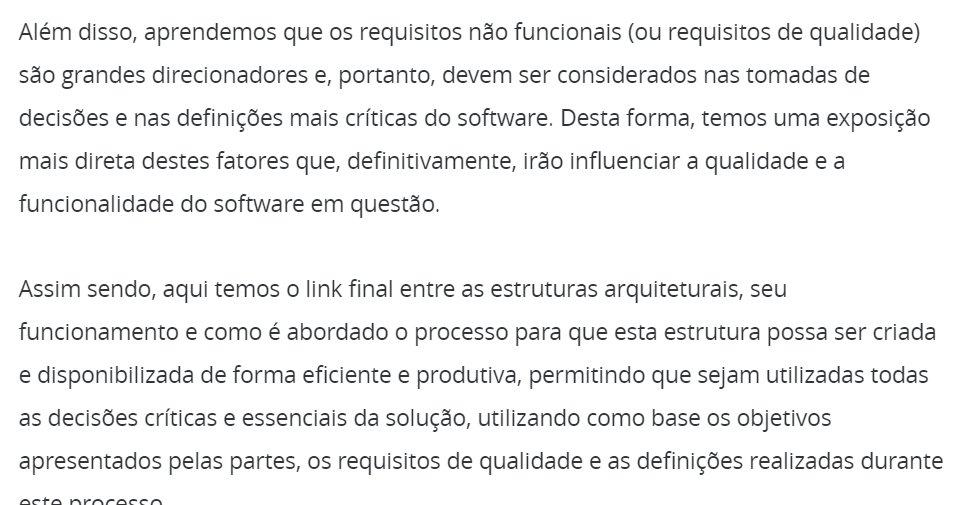 Além disso, aprendemos que os requisitos não funcionais (ou requisitos de qualidade)
são grandes direcionadores e, portanto, devem ser considerados nas tomadas de
decisões e nas definições mais críticas do software. Desta forma, temos uma exposição
mais direta destes fatores que, definitivamente, irão influenciar a qualidade e a
funcionalidade do software em questão.
Assim sendo, aqui temos o link final entre as estruturas arquiteturais, seu
funcionamento e como é abordado o processo para que esta estrutura possa ser criada
e disponibilizada de forma eficiente e produtiva, permitindo que sejam utilizadas todas
as decisões críticas e essenciais da solução, utilizando como base os objetivos
apresentados pelas partes, os requisitos de qualidade e as definições realizadas durante
este processo